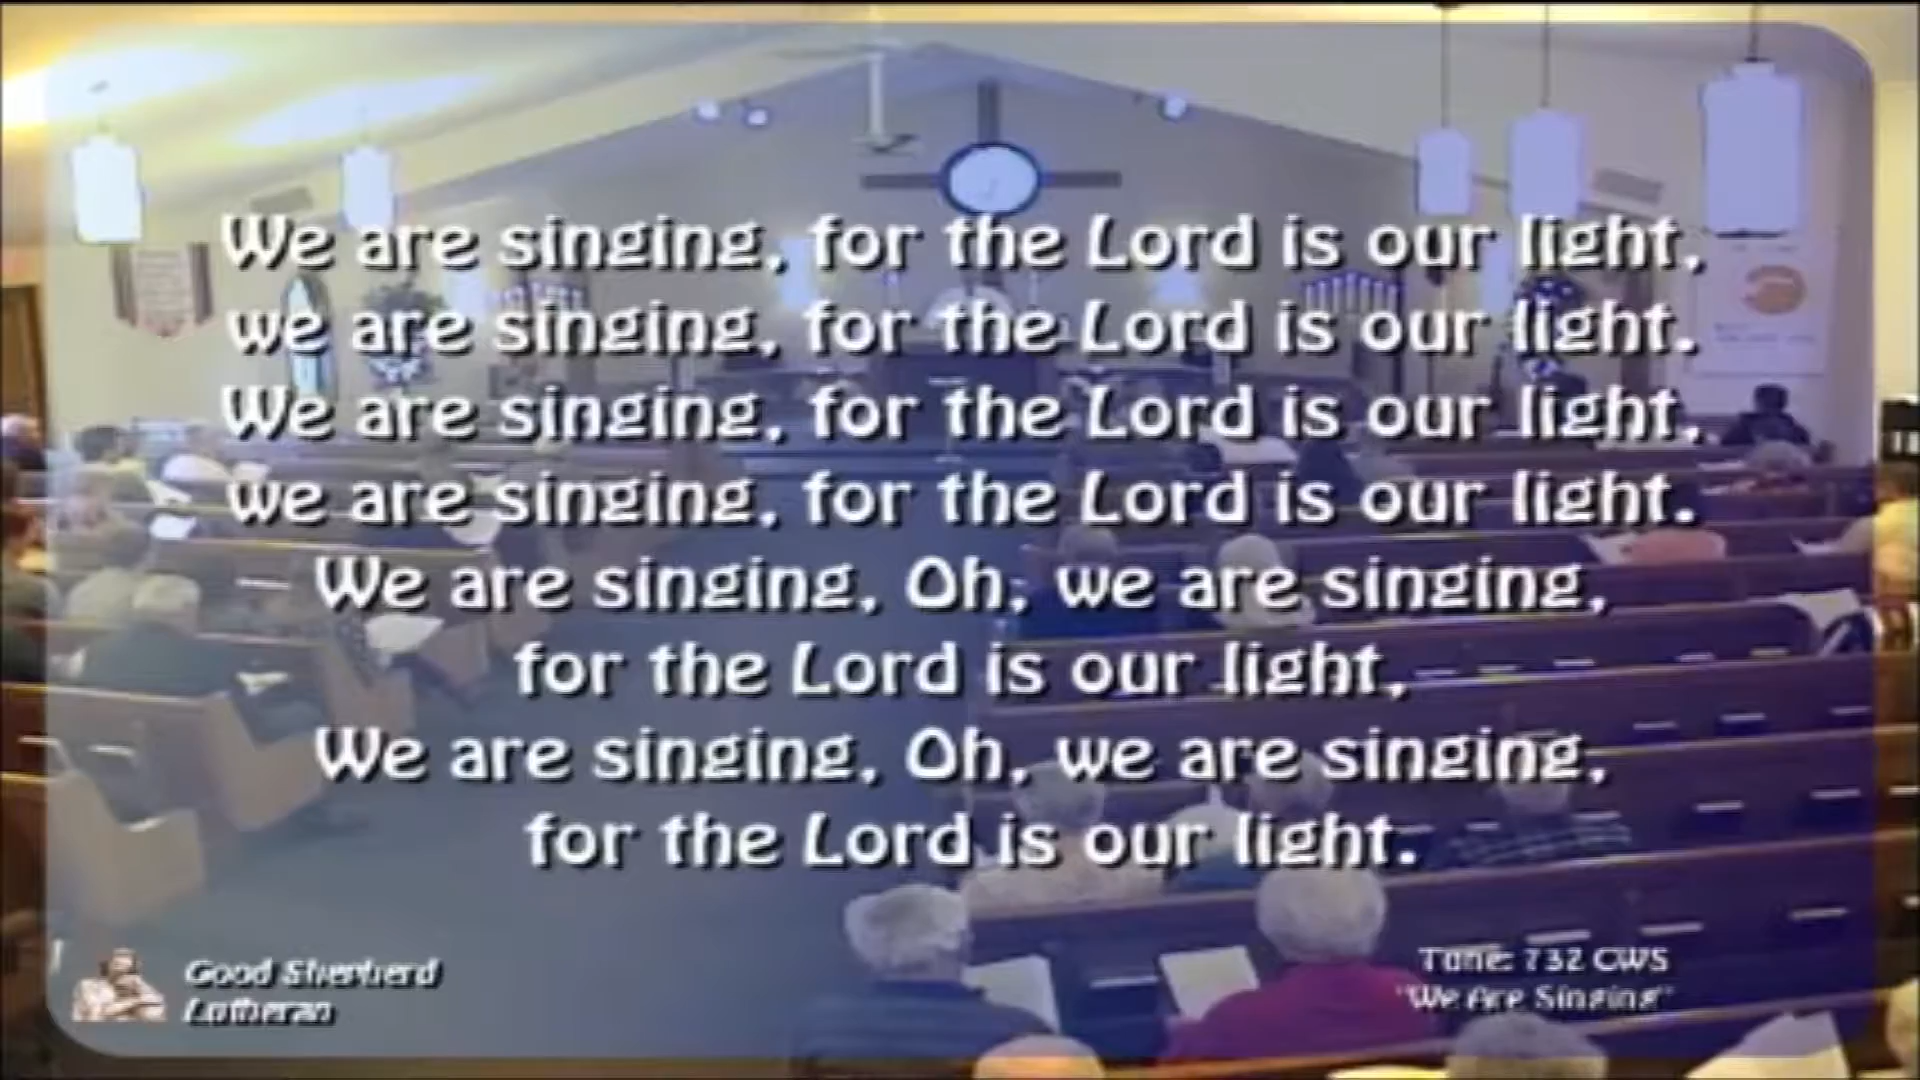 We are singing, for the Lord is our light,
we are singing, for the Lord is our light.
We are singing, for the Lord is our light,
we are singing, for the Lord is our light.
We are singing, Oh, we are singing,
for the Lord is our light,
We are singing, Oh, we are singing,
for the Lord is our light.
Good Shepherd
Lutheran
Tune: 732 CWS
"We Are Singing"